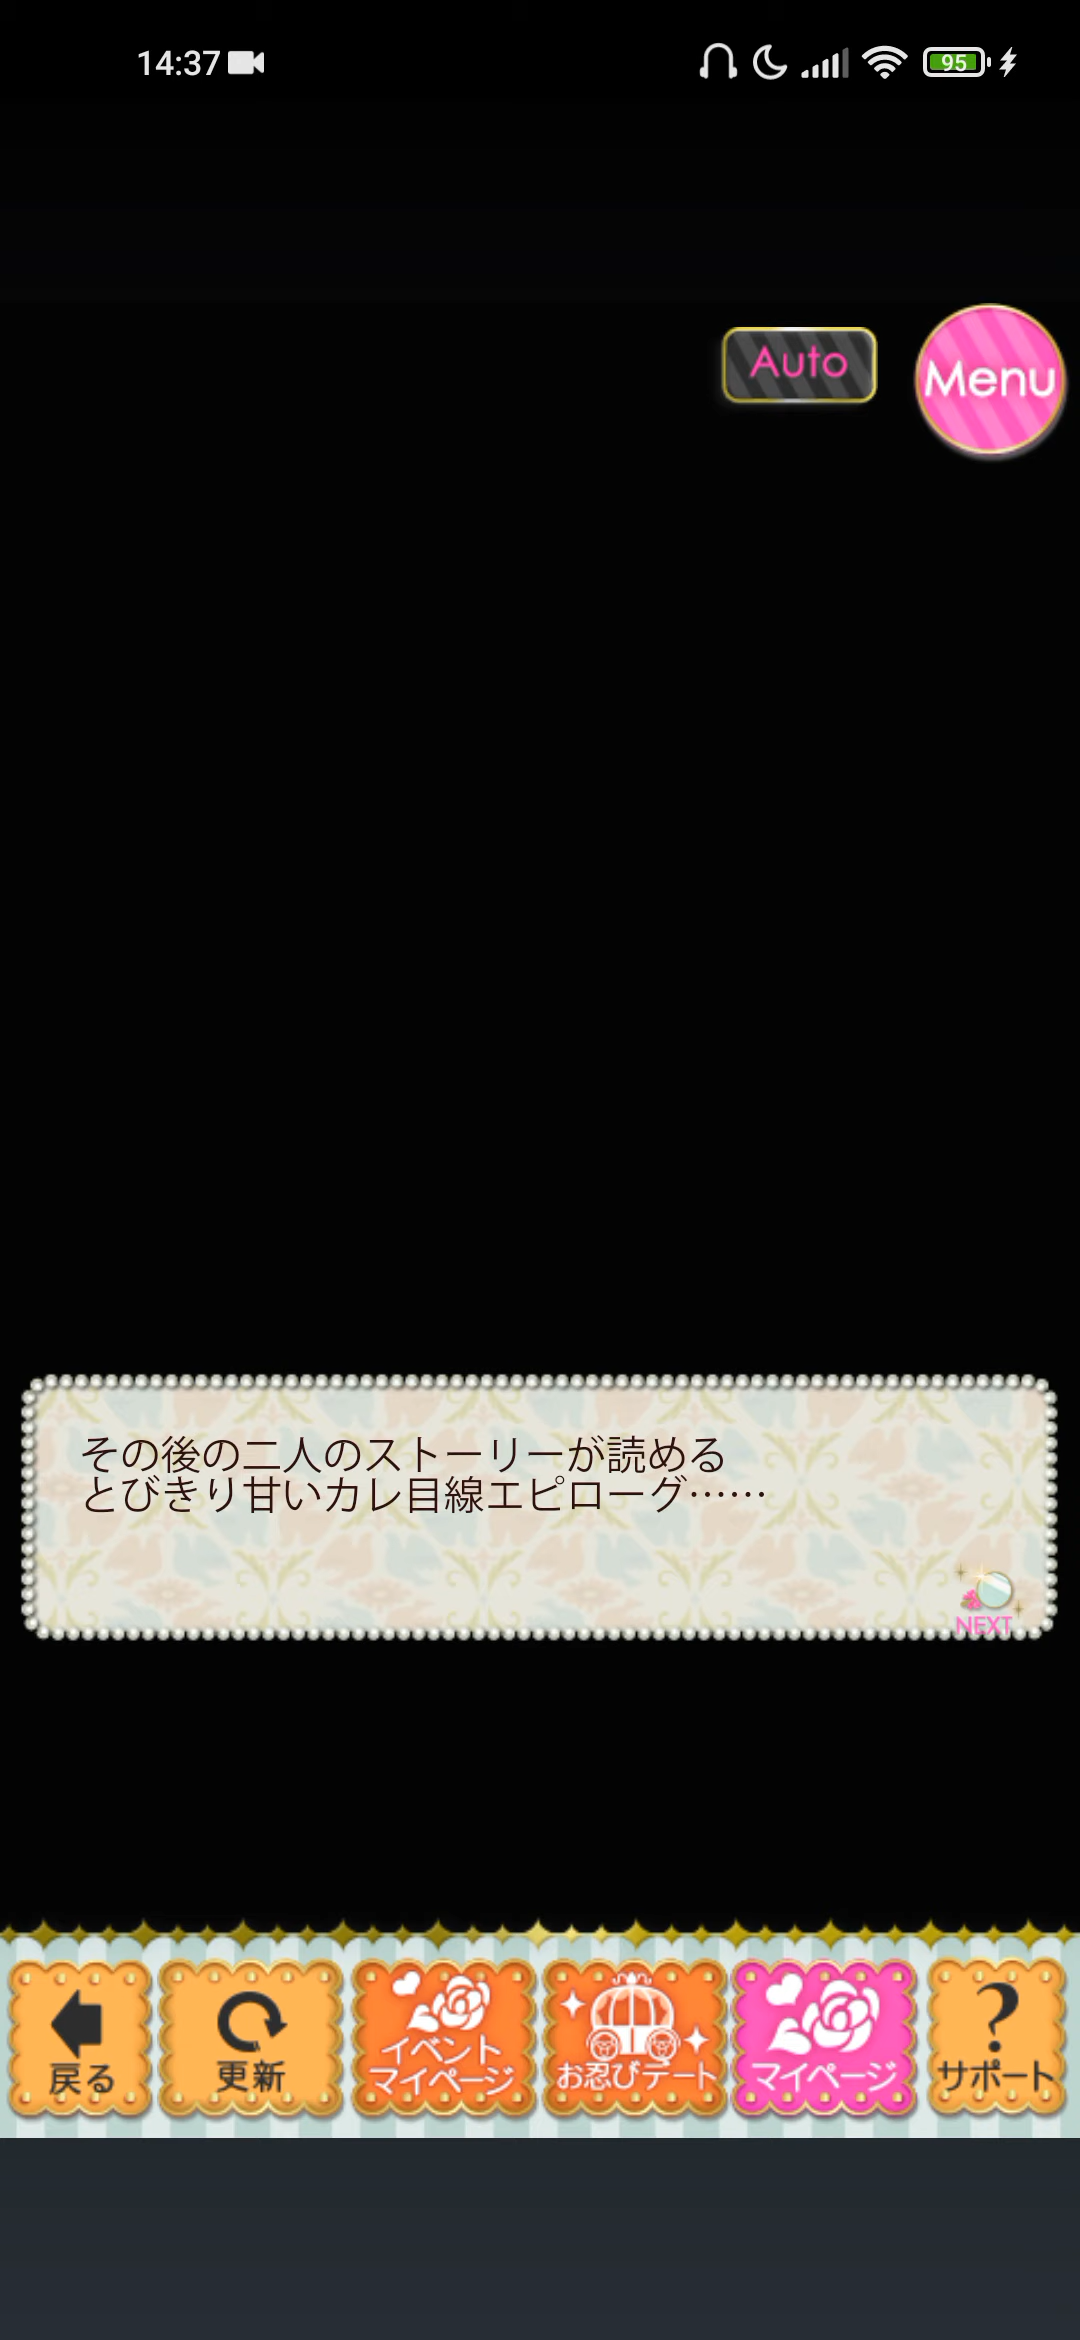 14:37
95
Auto
Menu
その後の二人のストーリーが読める
とびきり甘いカレ目線エピローグ……
NEXT
戻る
更新
イベント
マイページ
お忍びデート
マイページ
?
サポート